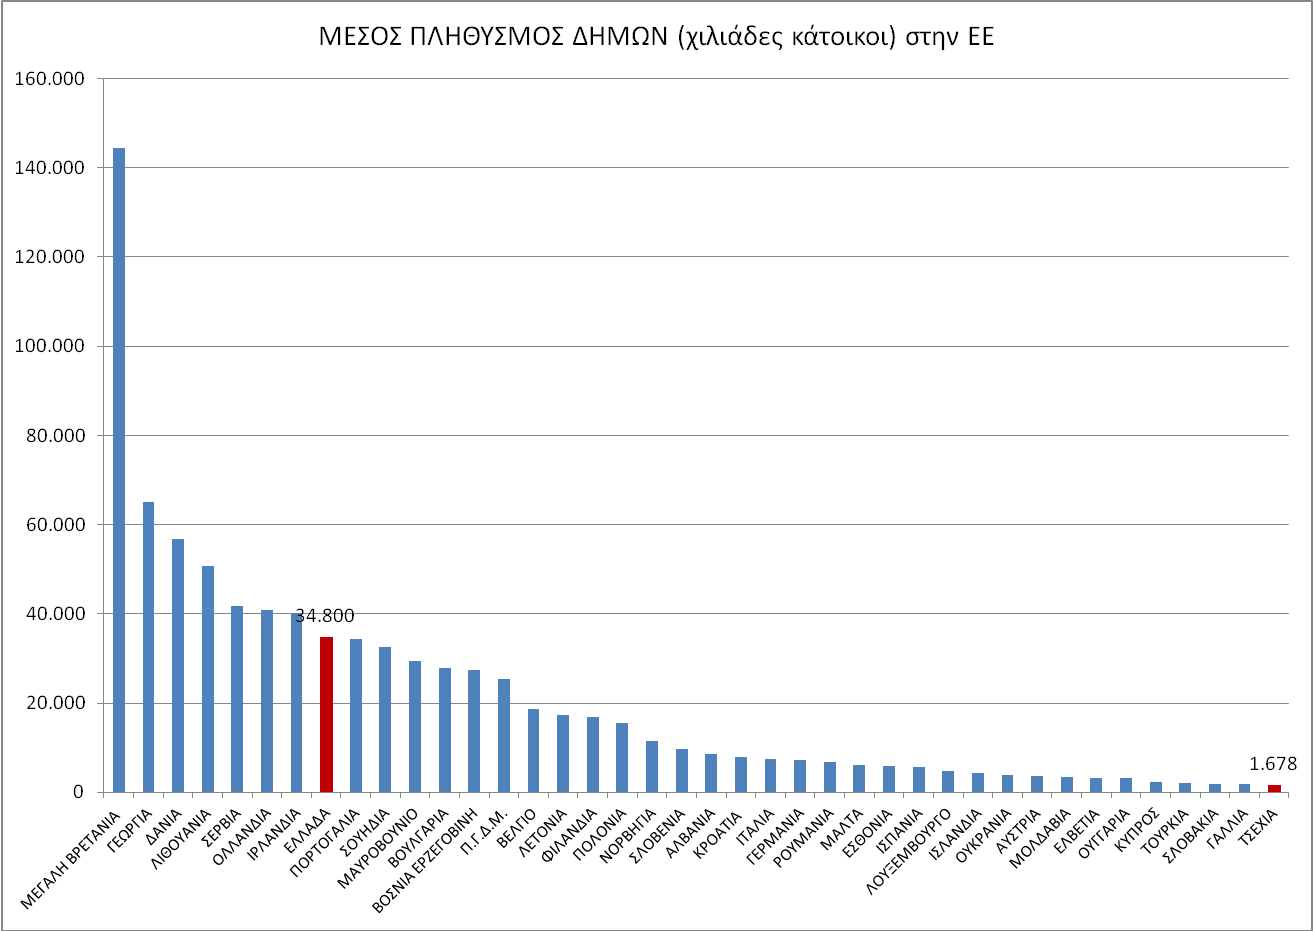 ΜΕΣΟΣ ΠΛΗΘΥΣΜΟΣ ΔΗΜΩΝ (χιλιάδες κάτοικοι) στην ΕΕ
160.000
140.000
120.000
100.000
80.000
60.000
40.000
20.000
0
34.800
1.678
ΜΕΓΑΛΗ ΒΡΕΤΑΝΙΑ
ΓΕΩΡΓΙΑ
ΔΑΝΙΑ
ΛΙΘΟΥΑΝΙΑ
ΣΕΡΒΙΑ
ΟΛΛΑΝΔΙΑ
ΙΡΛΑΝΔΙΑ
ΕΛΛΑΔΑ
ΠΟΡΤΟΓΑΛΙΑ
ΣΟΥΗΔΙΑ
ΜΑΥΡΟΒΟΥΝΙΟ
ΒΟΥΛΓΑΡΙΑ
ΒΟΣΝΙΑ ΕΡΖΕΓΟΒΙΝΗ
Π.Γ.Δ.Μ.
ΒΕΛΓΙΟ
ΛΕΤΟΝΙΑ
ΦΙΛΑΝΔΙΑ
ΠΟΛΟΝΙΑ
ΝΟΡΒΗΓΙΑ
ΣΛΟΒΕΝΑ
ΑΛΒΑΝΙΑ
ΚΡΟΑΤΙΑ
ΙΤΑΛΙΑ
ΓΕΡΜΑΝΙΑ
ΡΟΥΜΑΝΙΑ
ΜΑΛΤΑ
ΕΣΘΟΝΙΑ
ΙΣΠΑΝΙΑ
ΛΟΥΞΕΜΒΟΥΡΓΟ
ΙΣΛΑΝΔΙΑ
ΟΥΚΡΑΝΙΑ
ΑΥΣΤΡΙΑ
ΜΟΛΔΑΒΙΑ
ΕΛΒΕΤΙΑ
ΟΥΓΓΑΡΙΑ
ΚΥΠΡΟΣ
ΤΟΥΡΚΙΑ
ΣΛΟΒΑΚΙΑ
ΓΑΛΛΙΑ
ΤΣΕΧΙΑ